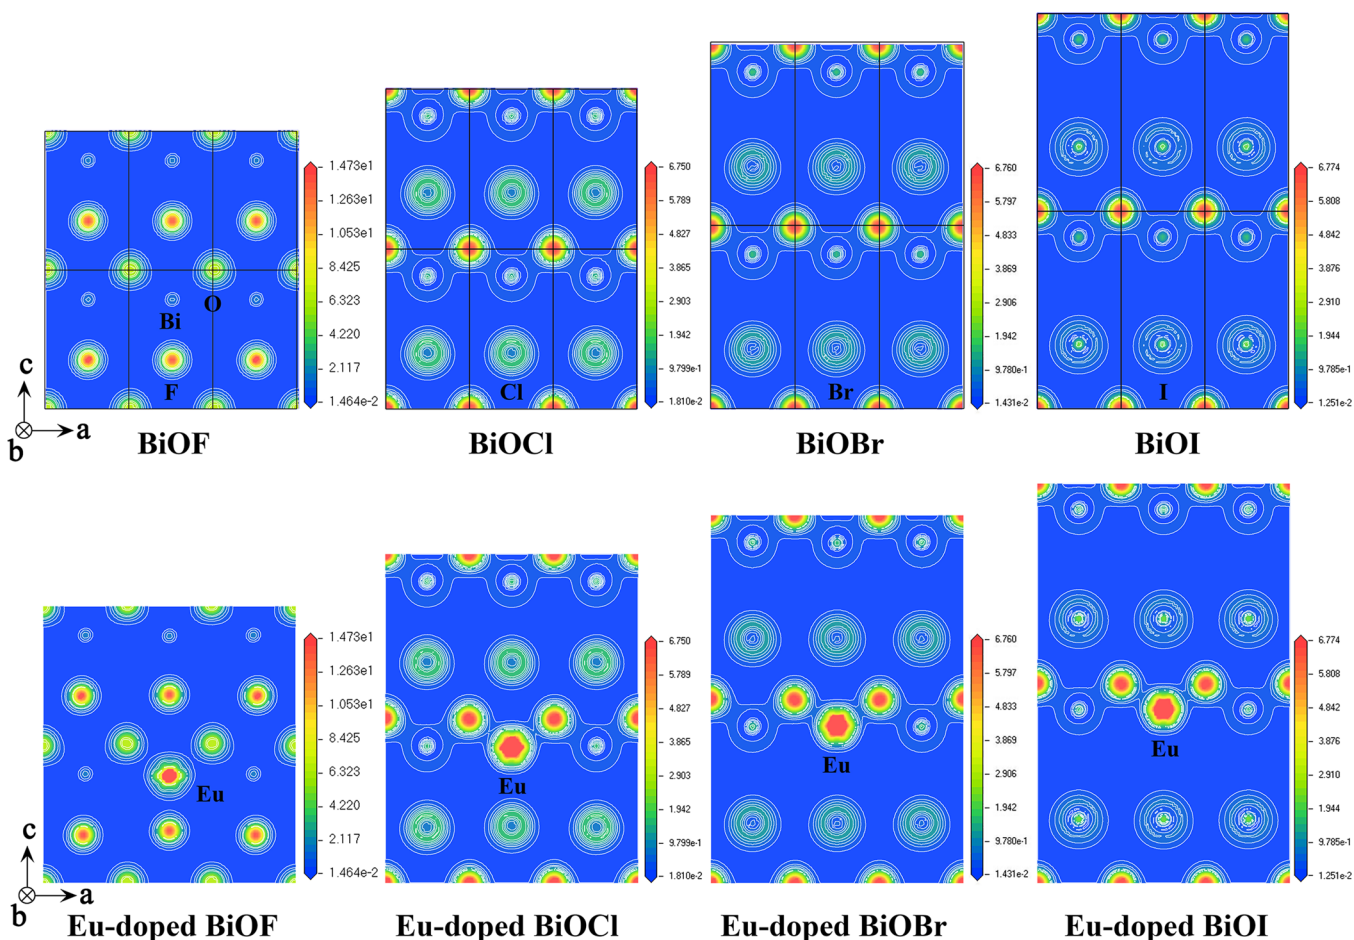 1.473e1
1.263e1
1.053e1
8.425
6.323
4.220
2.117
1.464e-2
Bi
O
F
c
b
a
BiOF
6.750
5.789
4.827
3.865
2.903
1.942
9.799e-1
1.810e-2
Cl
BiOCl
6.760
5.797
4.833
3.869
2.906
1.942
9.780e-1
1.431e-2
Br
BiOBr
6.774
5.808
4.841
3.875
2.910
1.944
9.785e-1
1.251e-2
I
BiOI
1.473e1
1.263e1
1.053e1
8.425
6.323
4.220
2.117
1.464e-2
Eu
c
b
a
Eu-doped BiOF
6.750
5.789
4.827
3.865
2.903
1.942
9.799e-1
1.810e-2
Eu
Eu-doped BiOCl
6.760
5.797
4.833
3.869
2.906
1.942
9.780e-1
1.431e-2
Eu
Eu-doped BiOBr
6.774
5.808
4.841
3.875
2.910
1.944
9.785e-1
1.251e-2
Eu
Eu-doped BiOI